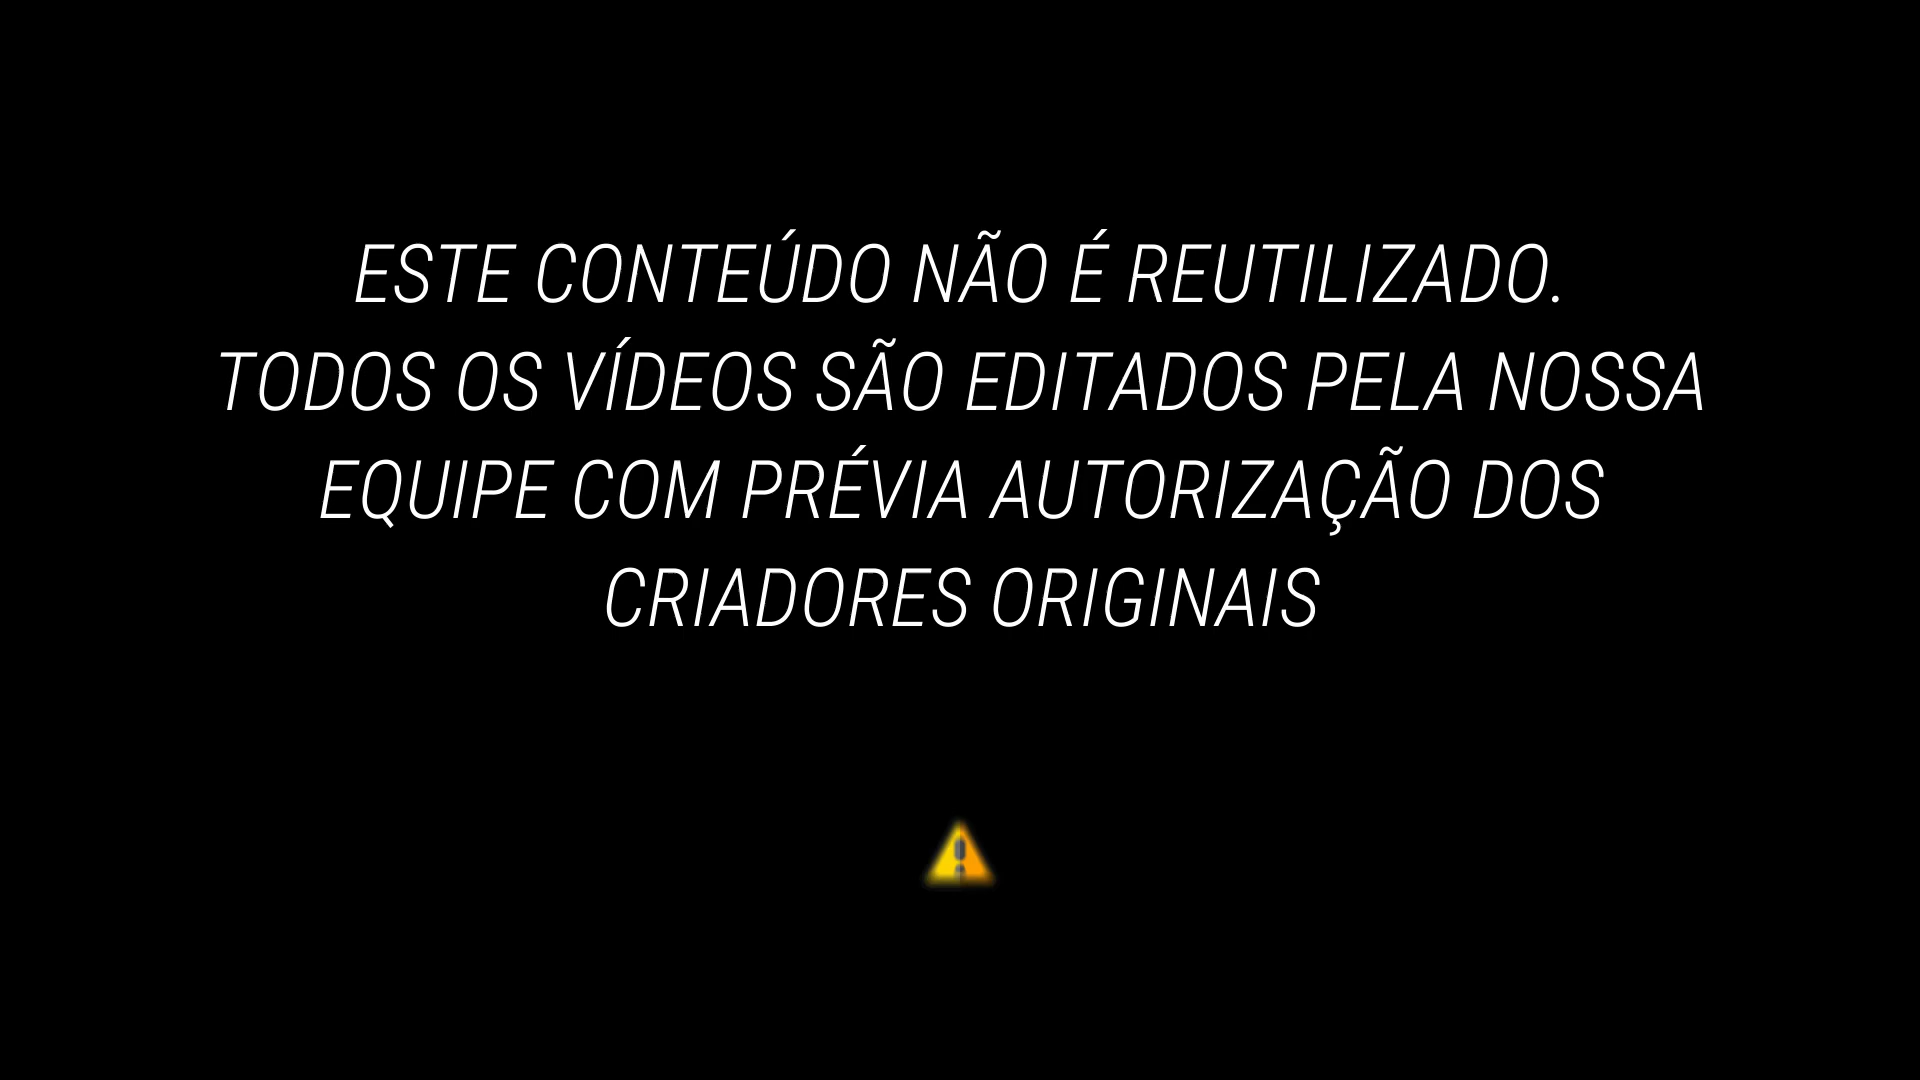 ESTE CONTEÚDO NÃO É REUTILIZADO.
TODOS OS VÍDEOS SÃO EDITADOS PELA NOSSA
EQUIPE COM PRÉVIA AUTORIZAÇÃO DOS
CRIADORES ORIGINAIS